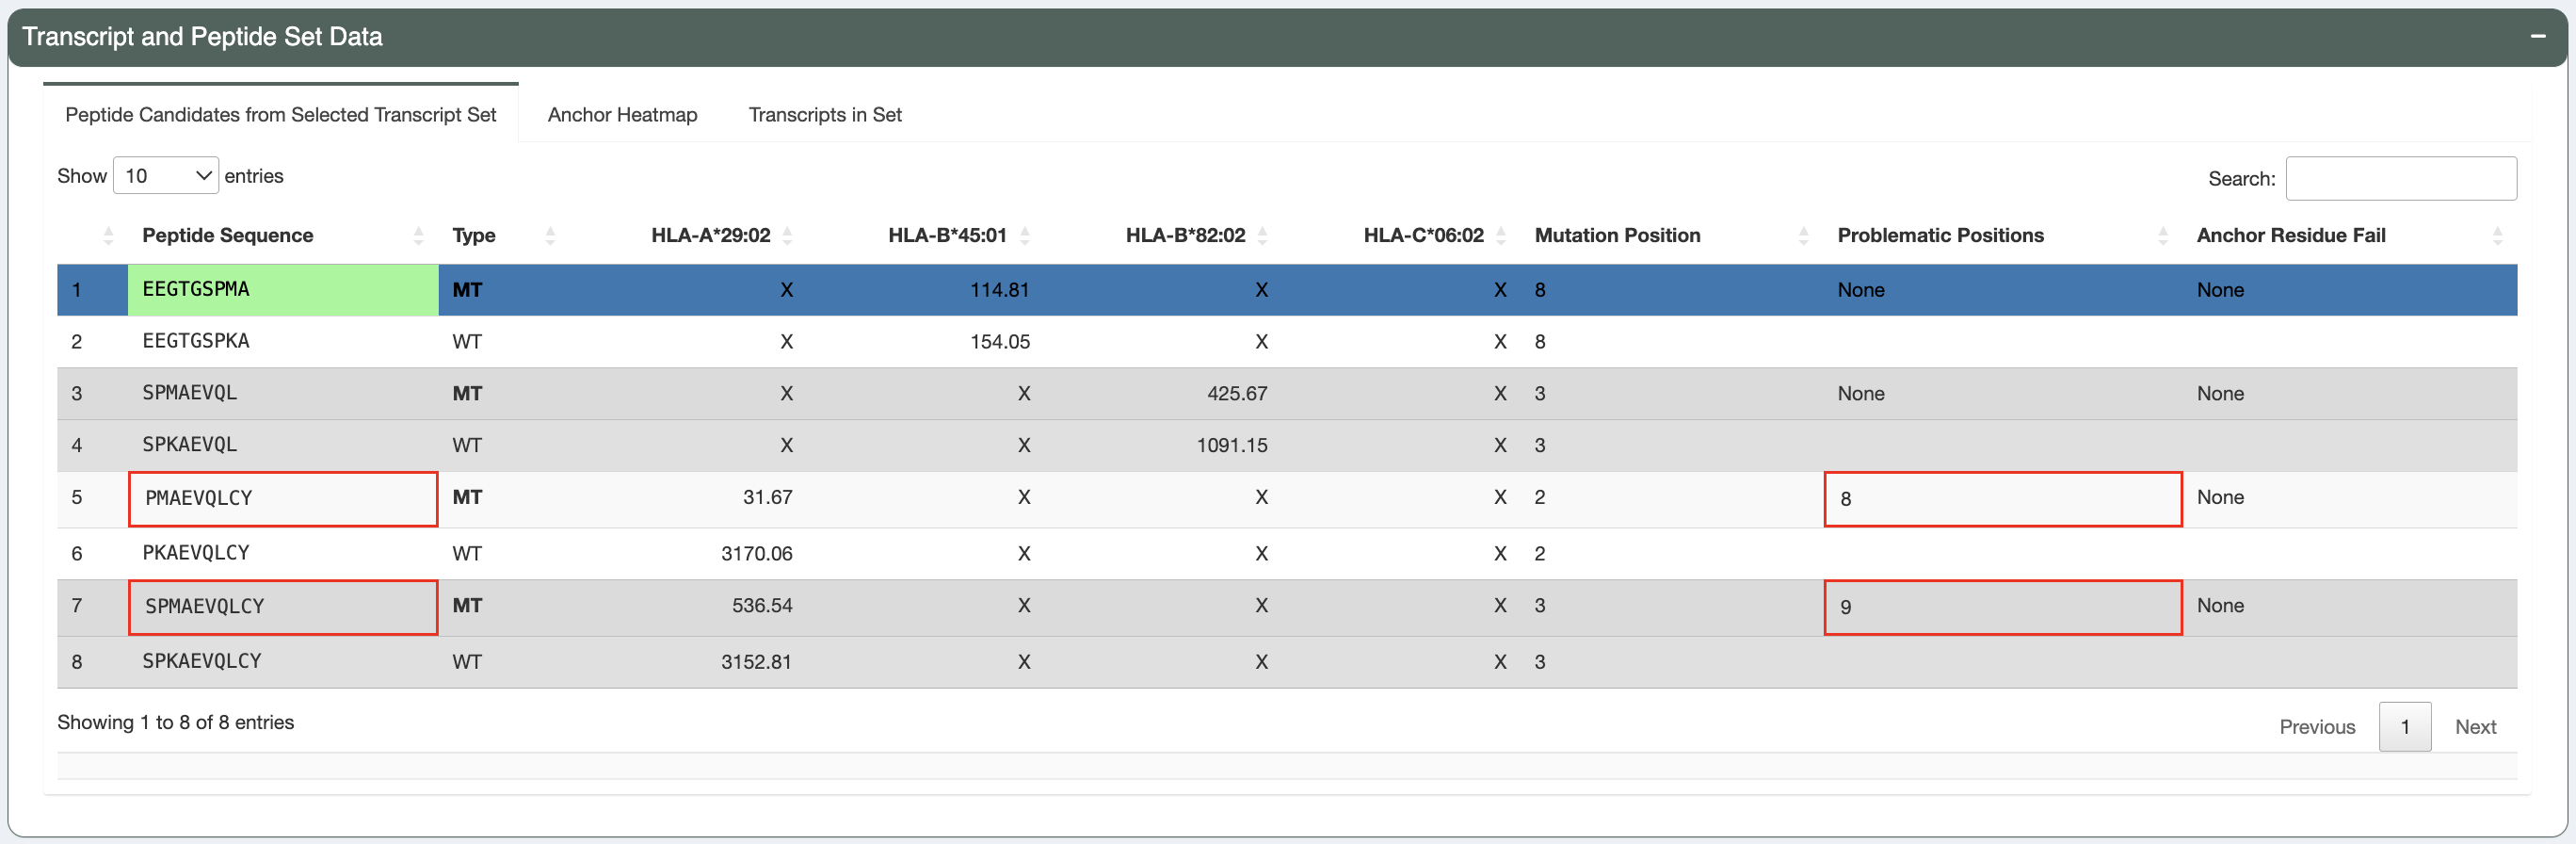 Transcript and Peptide Set Data
Peptide Candidates from Selected Transcript Set Anchor Heatmap Transcripts in Set
Show 10 entries Search:
Peptide Sequence Type HLA-A*29:02 HLA-B*45:01 HLA-B*82:02 HLA-C*06:02 Mutation Position Problematic Positions Anchor Residue Fail
1 EEGTGSPMA MT X 114.81 X X 8 None None
2 EEGTGSPKA WT X 154.05 X X 8
3 SPMAEVQL MT X X 425.67 X 3 None None
4 SPKAEVQL WT X X 1091.15 X 3
5 PMAEVQLCY MT 31.67 X X X 2 8 None
6 PKAEVQLCY WT 3170.06 X X X 2
7 SPMAEVQLCY MT 536.54 X X X 3 9 None
8 SPKAEVQLCY WT 3152.81 X X X 3
Showing 1 to 8 of 8 entries Previous 1 Next